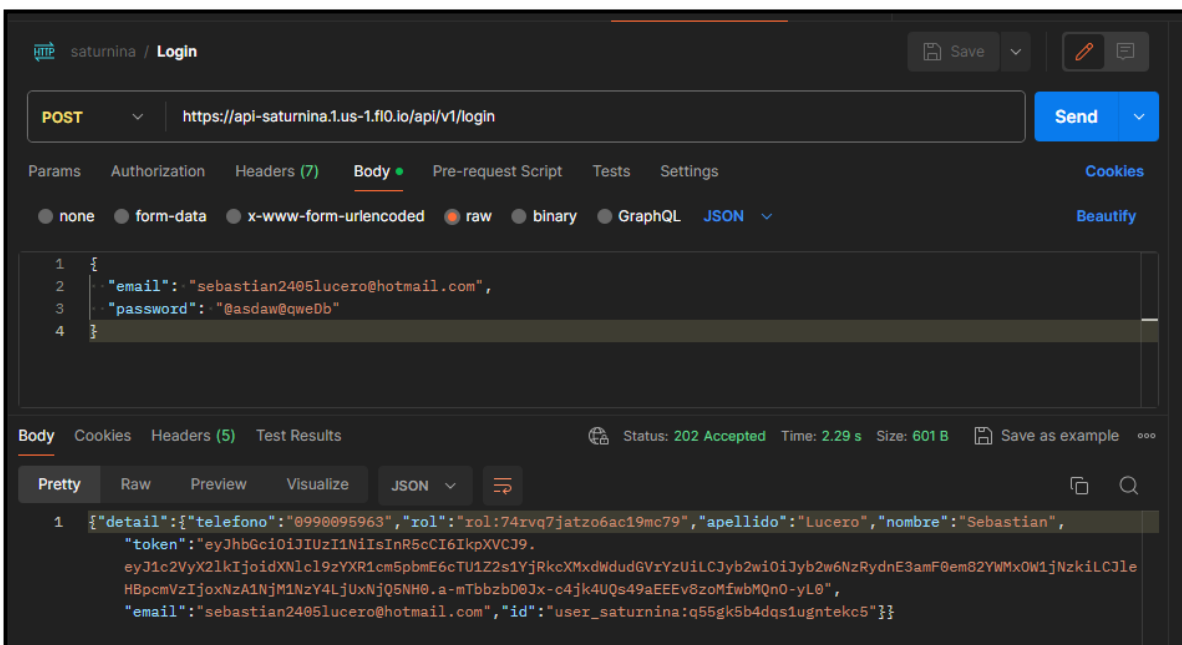 HTTP saturnina / Login Save
POST https://api-saturnina.1.us-1.fl0.io/api/v1/login Send
Params Authorization Headers (7) Body Pre-request Script Tests Settings Cookies
none form-data x-www-form-urlencoded raw binary GraphQL JSON Beautify
1 {
2 "email": "sebastian2405lucero@hotmail.com",
3 "password": "@asdaw@qweDb"
4 }
Body Cookies Headers (5) Test Results Status: 202 Accepted Time: 2.29 s Size: 601 B Save as example
Pretty Raw Preview Visualize JSON
1 {"detail":{"telefono":"0990095963","rol":"rol:74rvq7jatzo6ac19mc79","apellido":"Lucero","nombre":"Sebastian",
"token":"eyJhbGciOiJIUzI1NiIsInR5cCI6IkpXVCJ9.
eyJ1c2VyX2lkIjoidXNlcl9zYXR1cm5pbmE6cTU1Z2s1YjRkcXMxdWdudGVrYzUiLCJyb2wiOiJyb2w6NzRydnE3amF0em82YWMxOW1jNzkiLCJle
HBpcmVzIjoxNzA1NjM1NzY4LjUxNjQ5NH0.a-mTbbzbD0Jx-c4jk4UQs49aEEEv8zoMfwbMQnO-yL0",
"email":"sebastian2405lucero@hotmail.com","id":"user_saturnina:q55gk5b4dqs1ugntekc5"}}